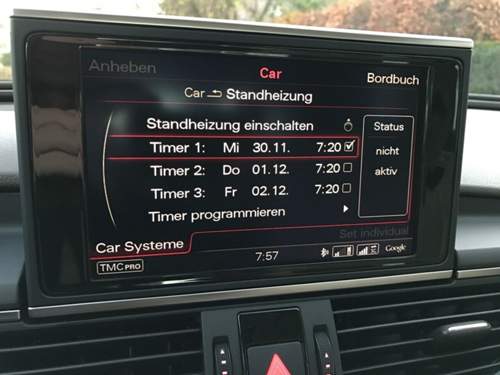 Anheben Car Bordbuch
Car Standheizung
Standheizung einschalten
Timer 1: Mi 30.11. 7:20
Timer 2: Do 01.12. 7:20
Timer 3: Fr 02.12. 7:20
Timer programmieren
Status
nicht
aktiv
Car Systeme Set individual
TMC PRO 7:57 Google